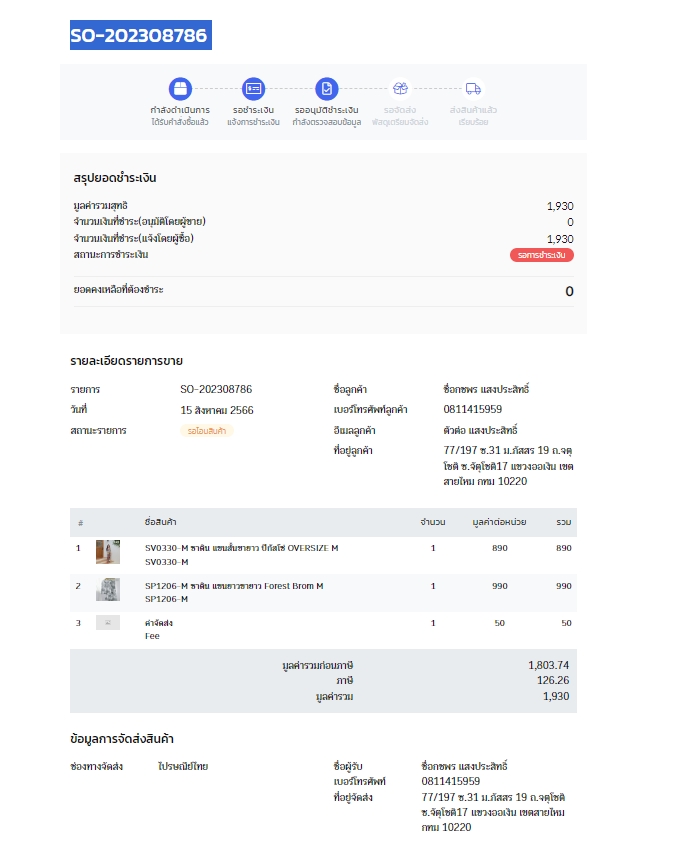 SO-202308786
กำลังดำเนินการ
ได้รับคำสั่งซื้อแล้ว
รอชำระเงิน
แจ้งการชำระเงิน
รออนุมัติชำระเงิน
กำลังตรวจสอบข้อมูล
รอจัดส่ง
พัสดุเตรียมจัดส่ง
ส่งสินค้าแล้ว
เรียบร้อย
สรุปยอดชำระเงิน
มูลค่ารวมสุทธิ 1,930
จำนวนเงินที่ชำระ(อนุมัติโดยผู้ขาย) 0
จำนวนเงินที่ชำระ(แจ้งโดยผู้ซื้อ) 1,930
สถานะการชำระเงิน รอการชำระเงิน
ยอดคงเหลือที่ต้องชำระ 0
รายละเอียดรายการขาย
รายการ SO-202308786
วันที่ 15 สิงหาคม 2566
สถานะรายการ รอโอนสินค้า
ชื่อลูกค้า ช่อกชพร แสงประสิทธิ์
เบอร์โทรศัพท์ลูกค้า 0811415959
อีเมลลูกค้า ตัวต่อ แสงประสิทธิ์
ที่อยู่ลูกค้า 77/197 ซ.31 ม.ภัสสร 19 ถ.จตุ
โชติ ซ.จัตุโชติ17 แขวงออเงิน เขต
สายไหม กทม 10220
# ชื่อสินค้า จำนวน มูลค่าต่อหน่วย รวม
1 SV0330-M ซาติน แขนสั้นขายาว บีกัลโซ่ OVERSIZE M 1 890 890
SV0330-M
2 SP1206-M ซาติน แขนยาวขายาว Forest Brom M 1 990 990
SP1206-M
3 ค่าจัดส่ง 1 50 50
Fee
มูลค่ารวมก่อนภาษี 1,803.74
ภาษี 126.26
มูลค่ารวม 1,930
ข้อมูลการจัดส่งสินค้า
ช่องทางจัดส่ง ไปรษณีย์ไทย
ชื่อผู้รับ ช่อกชพร แสงประสิทธิ์
เบอร์โทรศัพท์ 0811415959
ที่อยู่จัดส่ง 77/197 ซ.31 ม.ภัสสร 19 ถ.จตุโชติ
ซ.จัตุโชติ17 แขวงออเงิน เขตสายไหม
กทม 10220